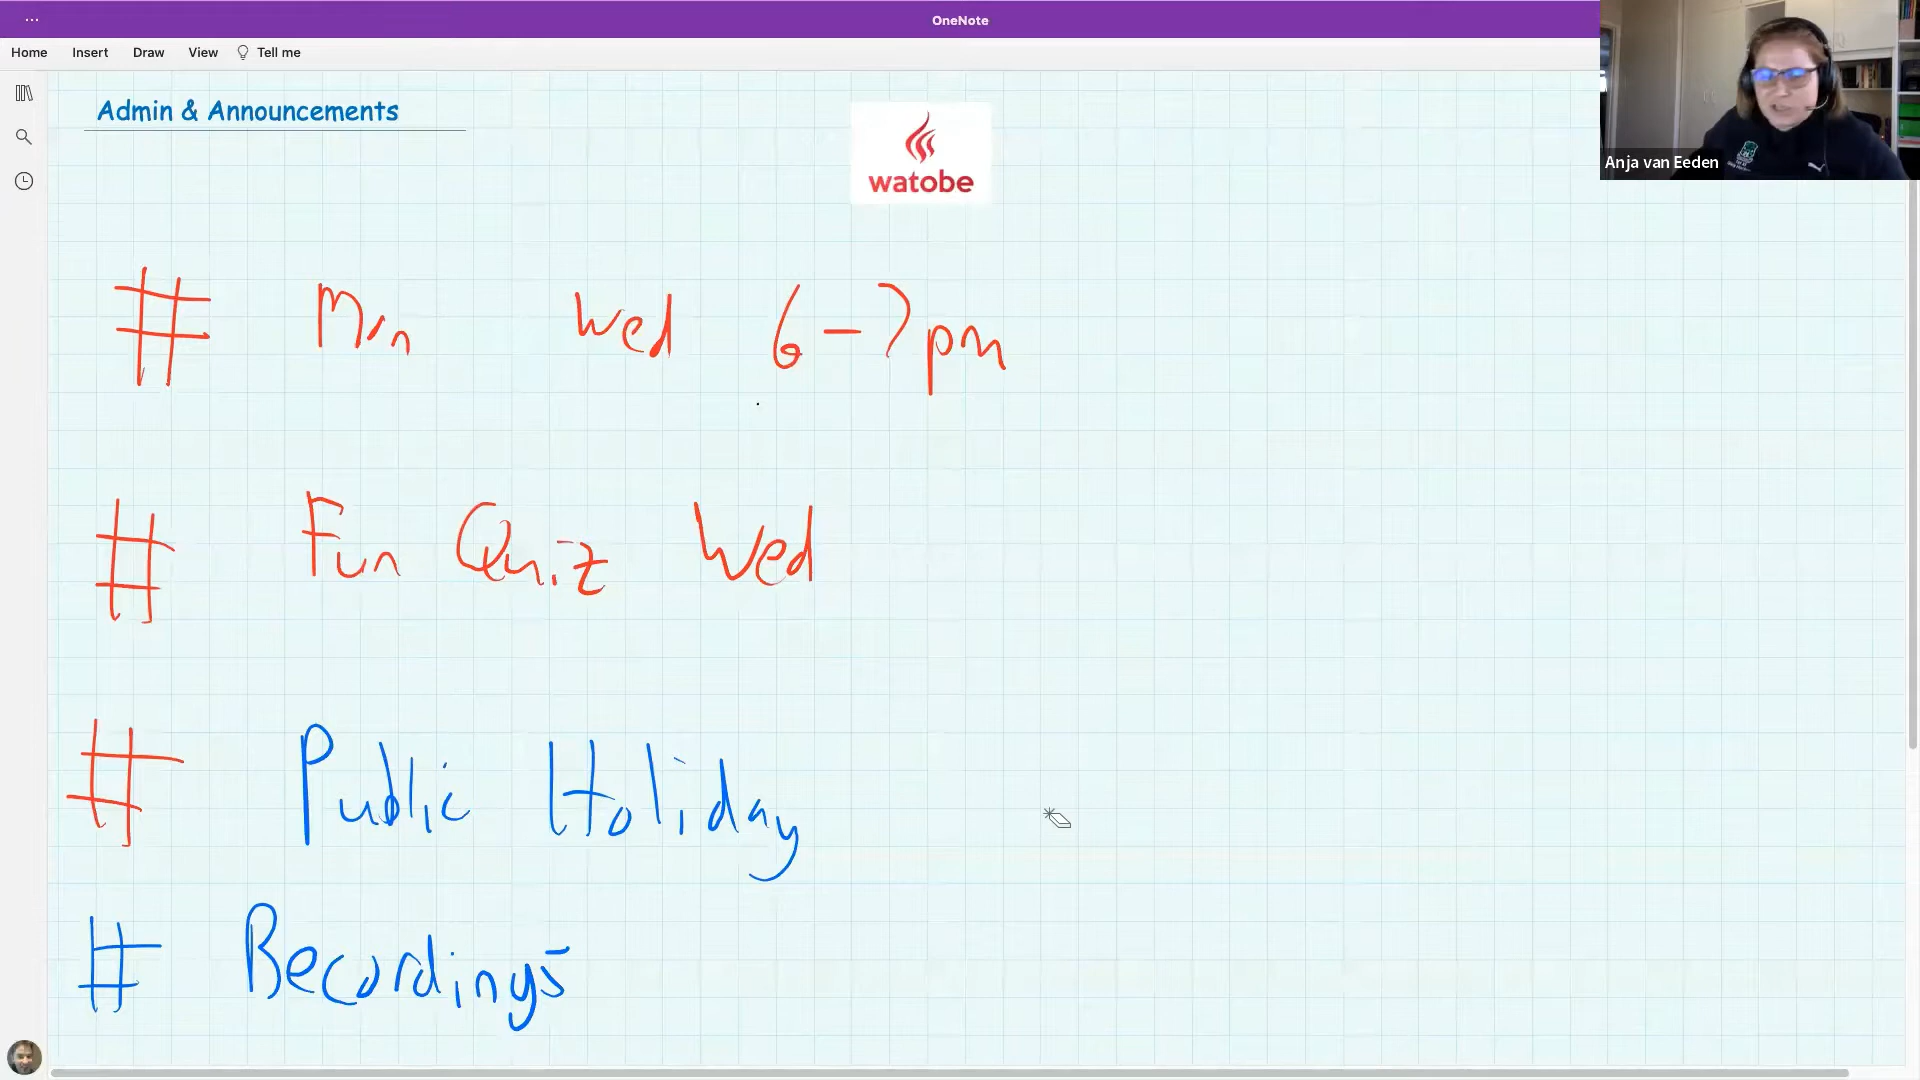 OneNote
Home Insert Draw View Tell me
Admin & Announcements
watobe
Anja van Eeden
# Mon Wed 6-7pm
# Fun Quiz Wed
# Public Holiday
# Recordings